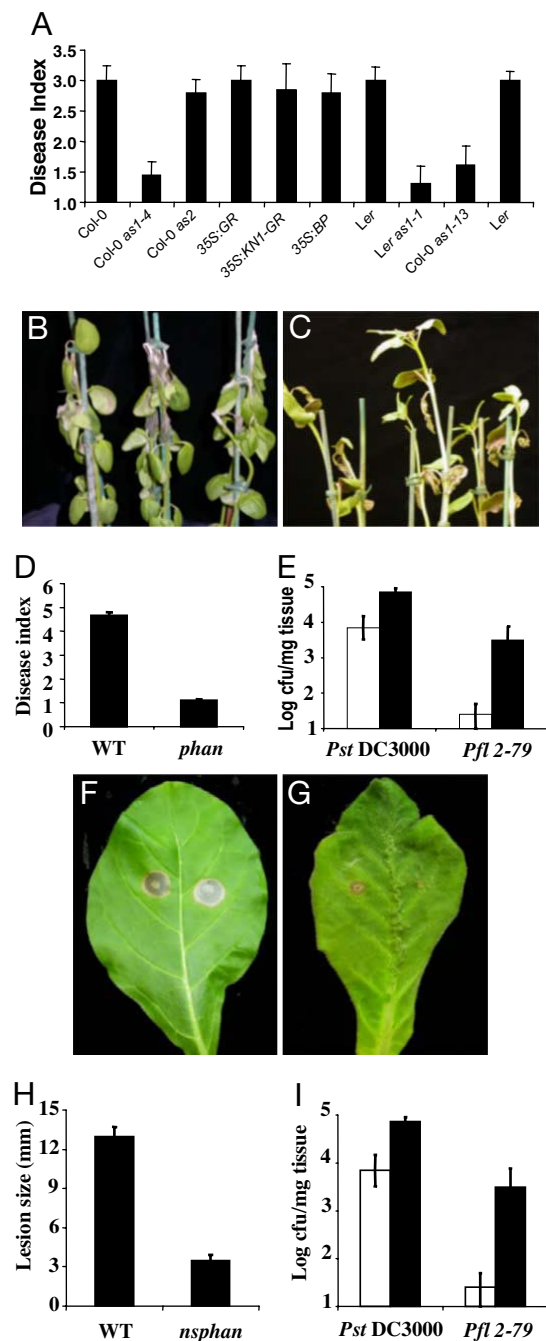 A
Disease Index
3.5
3.0
2.5
2.0
1.5
1.0
Col-0
Col-0 as1-4
Col-0 as2
35S:GR
35S:KN1-GR
35S:BP
Ler
Ler as1-1
Col-0 as1-13
Ler
B
C
D
Disease index
6
5
4
3
2
1
0
WT
phan
E
Log cfu/mg tissue
5
4
3
2
1
Pst DC3000
Pfl 2-79
F
G
H
Lesion size (mm)
15
12
9
6
3
0
WT
nsphan
I
Log cfu/mg tissue
5
4
3
2
1
Pst DC3000
Pfl 2-79